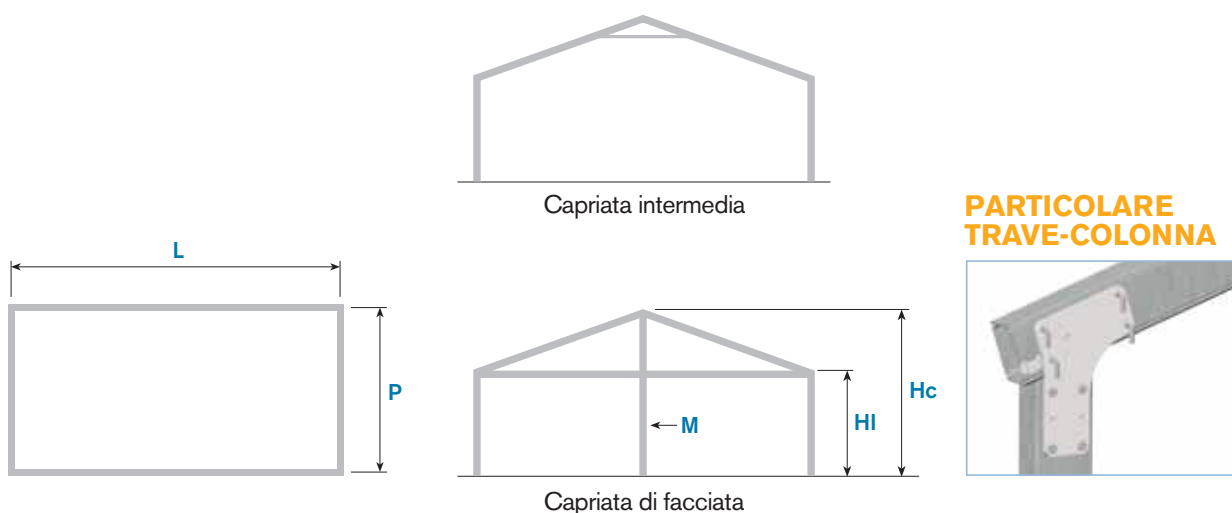 Capriata intermedia
PARTICOLARE
TRAVE-COLONNA
L
P
Hc
Hl
M
Capriata di facciata